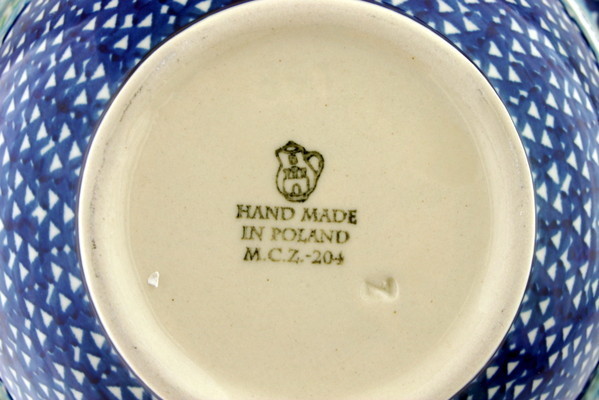 HAND MADE
IN POLAND
M.C.Z.-204
Z